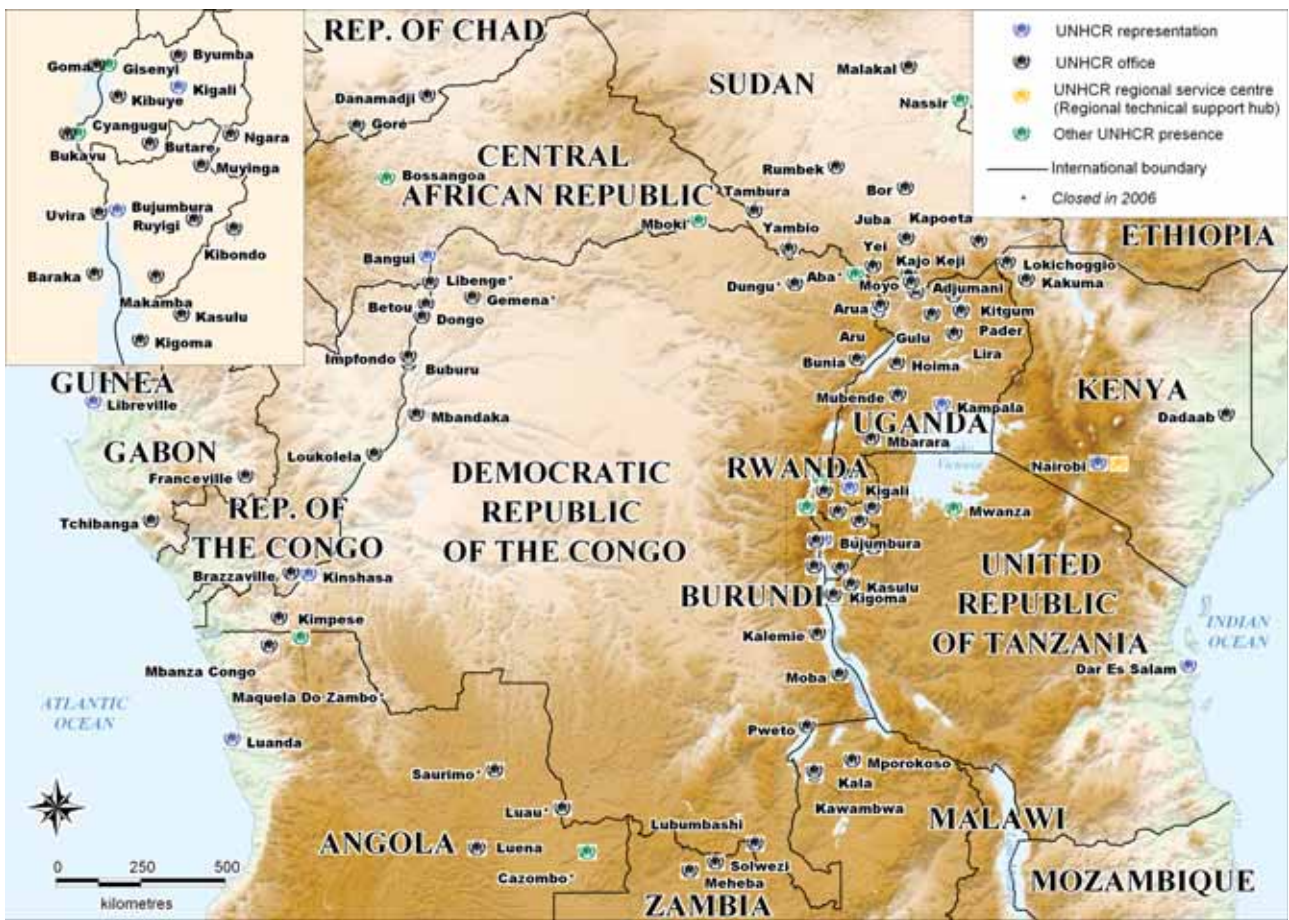 REP. OF CHAD
SUDAN
Malakal
Nassir
Danamadji
Goré
CENTRAL
AFRICAN REPUBLIC
Bossangoa
Rumbek
Bor
Tambura
Mboki
Yambio
Juba Kapoeta
Yei
Kajo Keji
ETHIOPIA
Lokichoggio
Kakuma
Bangui
Libenge
Gemena
Betou
Dongo
Dungu
Aba
Moyo
Adjumani
Arua
Kitgum
Pader
Aru
Gulu
Lira
Impfondo
Buburu
Bunia
Hoima
GUINEA
Libreville
Mbandaka
Mubende
Kampala
UGANDA
KENYA
Dadaab
GABON
Mbarara
Loukolela
Franceville
DEMOCRATIC
REPUBLIC
OF THE CONGO
RWANDA
Victoria
Nairobi
Kigali
Mwanza
Tchibanga
REP. OF
THE CONGO
Bujumbura
Brazzaville
Kinshasa
UNITED
REPUBLIC
OF TANZANIA
BURUNDI
Kasulu
Kigoma
Kimpese
Kalemie
INDIAN
OCEAN
Mbanza Congo
Moba
Dar Es Salam
Maquela Do Zambo
ATLANTIC
OCEAN
Luanda
Pweto
Saurimo
Mporokoso
Kala
Kawambwa
Luau
MALAWI
Lubumbashi
ANGOLA
Luena
Solwezi
Cazombo
Meheba
ZAMBIA
MOZAMBIQUE
Goma
Gisenyi
Byumba
Kigali
Kibuye
Cyangugu
Bukavu
Butare
Ngara
Muyinga
Uvira
Bujumbura
Ruyigi
Kibondo
Baraka
Makamba
Kasulu
Kigoma
UNHCR representation
UNHCR office
UNHCR regional service centre
(Regional technical support hub)
Other UNHCR presence
International boundary
Closed in 2006
0 250 500
kilometres